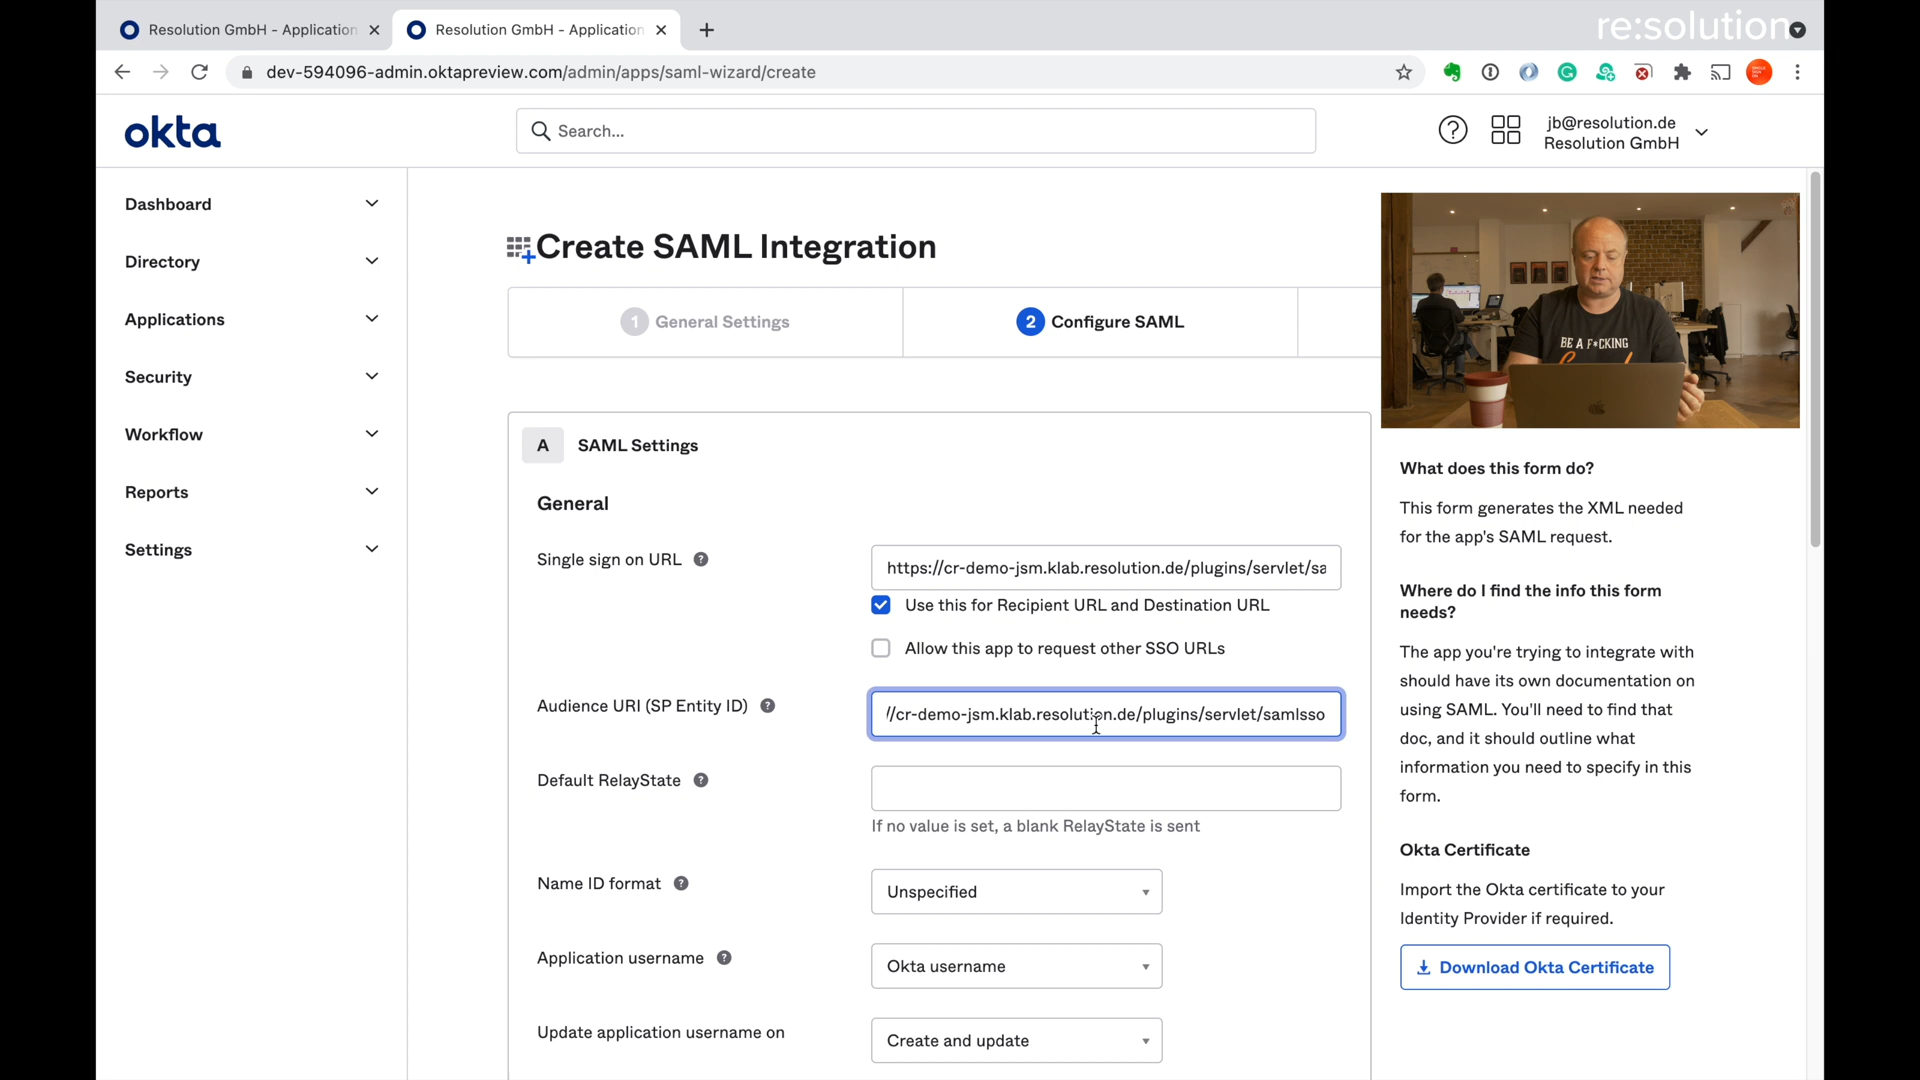 Resolution GmbH - Application
Resolution GmbH - Application
re:solution
dev-594096-admin.oktapreview.com/admin/apps/saml-wizard/create
okta
Search...
jb@resolution.de
Resolution GmbH
Dashboard
Directory
Applications
Security
Workflow
Reports
Settings
Create SAML Integration
1 General Settings
2 Configure SAML
BE A F*CKING
A SAML Settings
General
Single sign on URL ?
https://cr-demo-jsm.klab.resolution.de/plugins/servlet/sa
Use this for Recipient URL and Destination URL
Allow this app to request other SSO URLs
Audience URI (SP Entity ID) ?
//cr-demo-jsm.klab.resolution.de/plugins/servlet/samlsso
Default RelayState ?
If no value is set, a blank RelayState is sent
Name ID format ?
Unspecified
Application username ?
Okta username
Update application username on
Create and update
What does this form do?
This form generates the XML needed
for the app's SAML request.
Where do I find the info this form
needs?
The app you're trying to integrate with
should have its own documentation on
using SAML. You'll need to find that
doc, and it should outline what
information you need to specify in this
form.
Okta Certificate
Import the Okta certificate to your
Identity Provider if required.
Download Okta Certificate